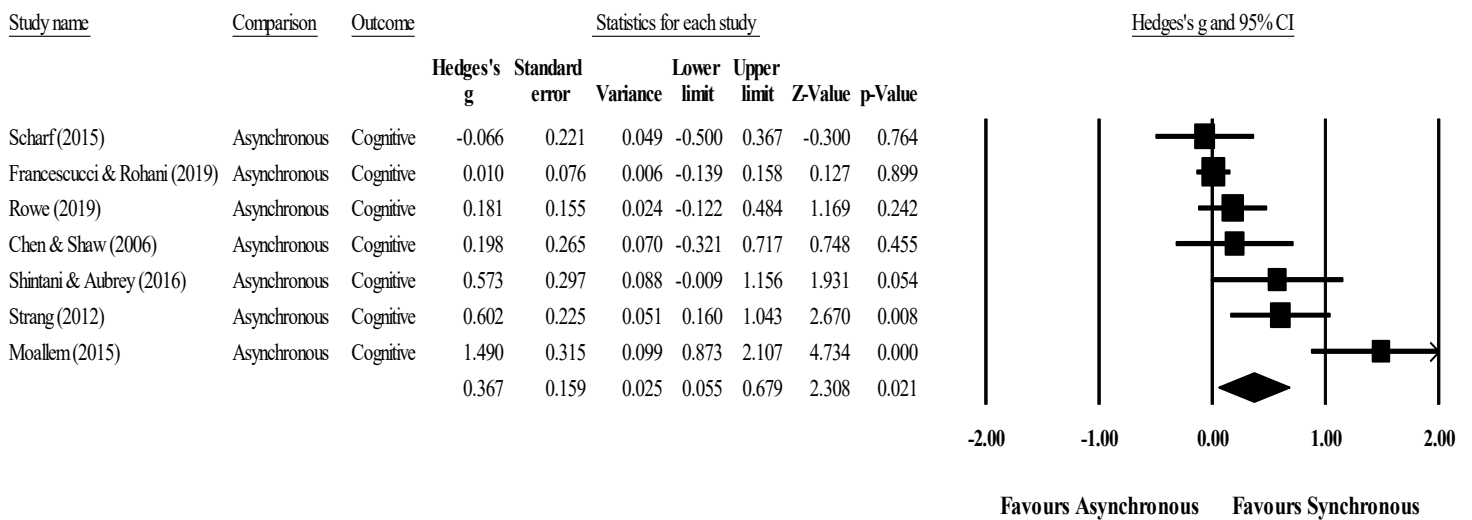 Study name Comparison Outcome Statistics for each study Hedges's g and 95% CI
Hedges's Standard Lower Upper
g error Variance limit limit Z-Value p-Value
Scharf (2015) Asynchronous Cognitive -0.066 0.221 0.049 -0.500 0.367 -0.300 0.764
Francescucci & Rohani (2019) Asynchronous Cognitive 0.010 0.076 0.006 -0.139 0.158 0.127 0.899
Rowe (2019) Asynchronous Cognitive 0.181 0.155 0.024 -0.122 0.484 1.169 0.242
Chen & Shaw (2006) Asynchronous Cognitive 0.198 0.265 0.070 -0.321 0.717 0.748 0.455
Shintani & Aubrey (2016) Asynchronous Cognitive 0.573 0.297 0.088 -0.009 1.156 1.931 0.054
Strang (2012) Asynchronous Cognitive 0.602 0.225 0.051 0.160 1.043 2.670 0.008
Moallem (2015) Asynchronous Cognitive 1.490 0.315 0.099 0.873 2.107 4.734 0.000
0.367 0.159 0.025 0.055 0.679 2.308 0.021
-2.00 -1.00 0.00 1.00 2.00
Favours Asynchronous Favours Synchronous